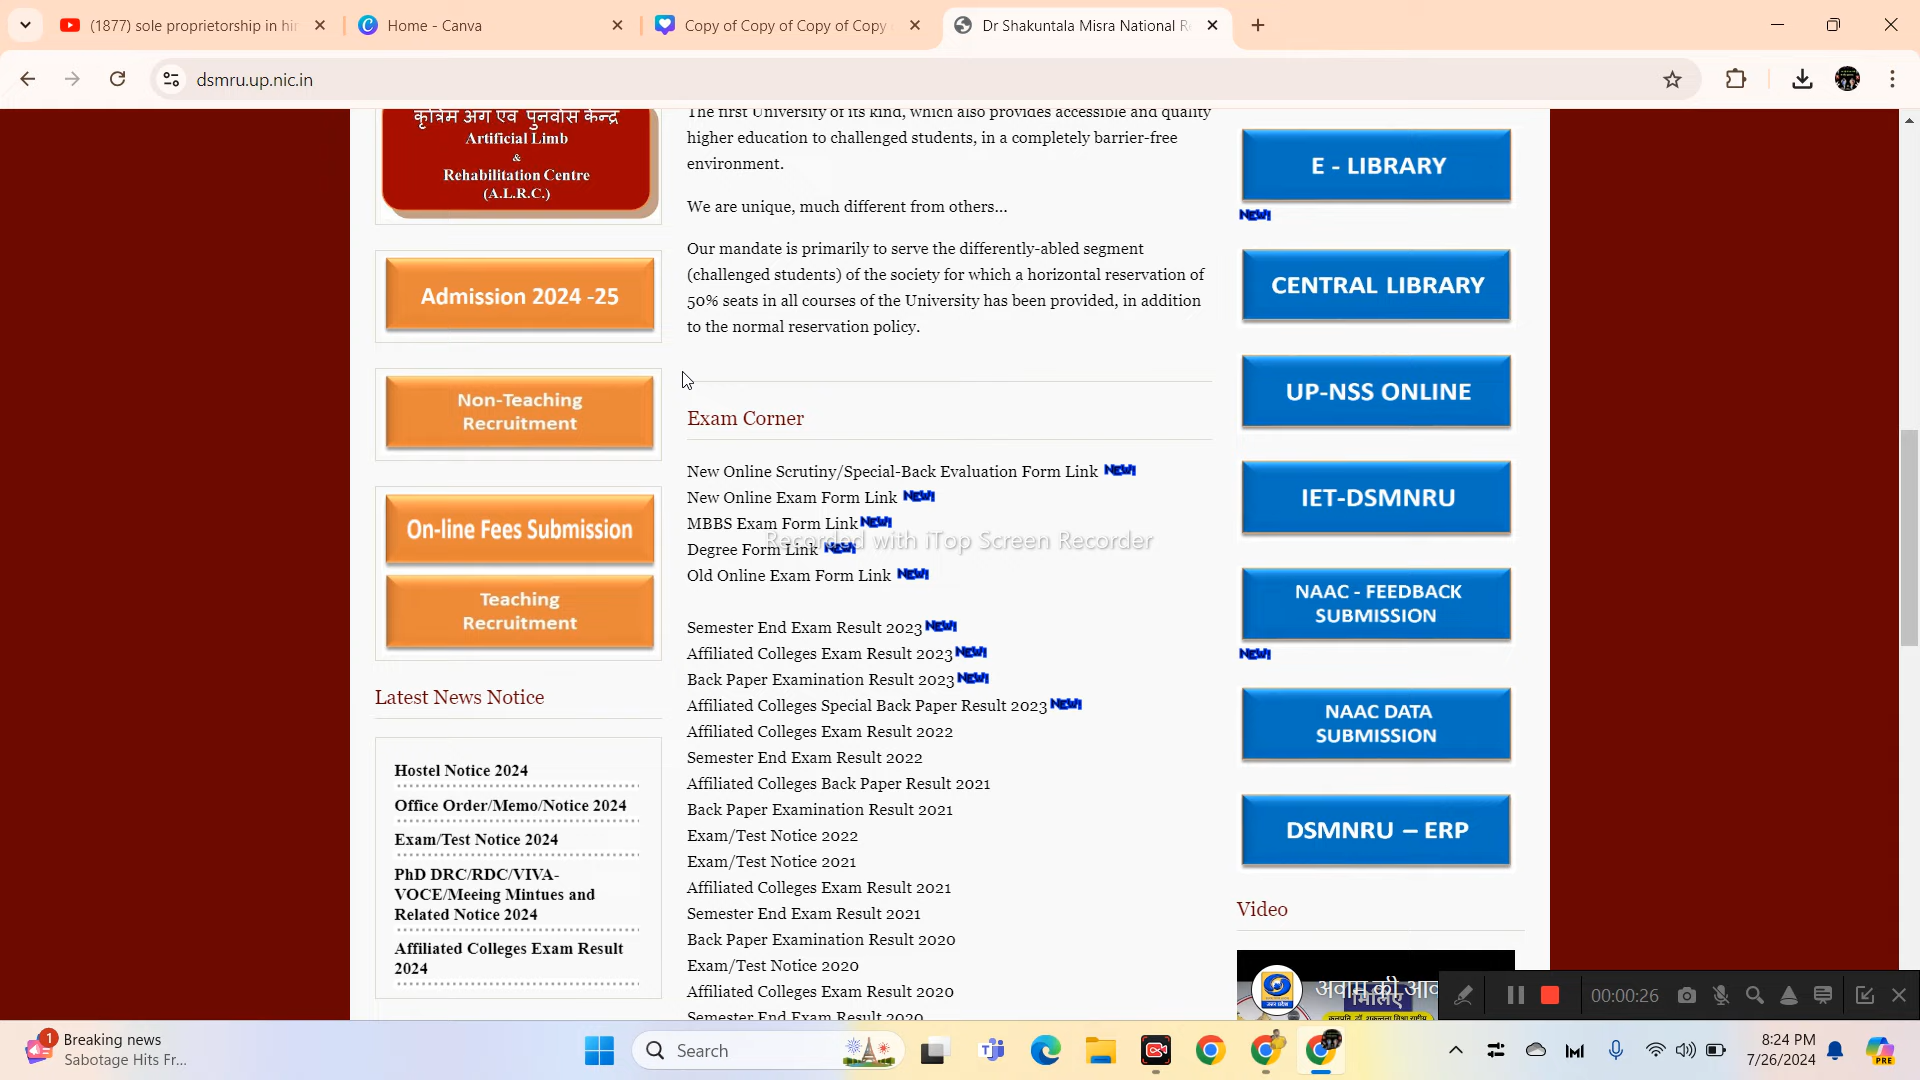 (1877) sole proprietorship in hi
Home - Canva
Copy of Copy of Copy of Copy
Dr Shakuntala Misra National R
dsmru.up.nic.in
कृत्रिम अंग एवं पुनर्वास केन्द्र
Artificial Limb
&
Rehabilitation Centre
(A.L.R.C.)
Admission 2024 -25
Non-Teaching
Recruitment
On-line Fees Submission
Teaching
Recruitment
Latest News Notice
Hostel Notice 2024
Office Order/Memo/Notice 2024
Exam/Test Notice 2024
PhD DRC/RDC/VIVA-
VOCE/Meeing Mintues and
Related Notice 2024
Affiliated Colleges Exam Result
2024
The first University of its kind, which also provides accessible and quality
higher education to challenged students, in a completely barrier-free
environment.
We are unique, much different from others...
Our mandate is primarily to serve the differently-abled segment
(challenged students) of the society for which a horizontal reservation of
50% seats in all courses of the University has been provided, in addition
to the normal reservation policy.
Exam Corner
New Online Scrutiny/Special-Back Evaluation Form Link NEW!
New Online Exam Form Link NEW!
MBBS Exam Form Link NEW!
Recorded with iTop Screen Recorder
Degree Form Link NEW!
Old Online Exam Form Link NEW!
Semester End Exam Result 2023 NEW!
Affiliated Colleges Exam Result 2023 NEW!
Back Paper Examination Result 2023 NEW!
Affiliated Colleges Special Back Paper Result 2023 NEW!
Affiliated Colleges Exam Result 2022
Semester End Exam Result 2022
Affiliated Colleges Back Paper Result 2021
Back Paper Examination Result 2021
Exam/Test Notice 2022
Exam/Test Notice 2021
Affiliated Colleges Exam Result 2021
Semester End Exam Result 2021
Back Paper Examination Result 2020
Exam/Test Notice 2020
Affiliated Colleges Exam Result 2020
Semester End Exam Result 2020
E - LIBRARY
NEW!
CENTRAL LIBRARY
UP-NSS ONLINE
IET-DSMNRU
NAAC - FEEDBACK
SUBMISSION
NEW!
NAAC DATA
SUBMISSION
DSMNRU – ERP
Video
अवाम की आव
मिलिए
00:00:26
1
Breaking news
Sabotage Hits Fr...
Search
8:24 PM
7/26/2024
PRE